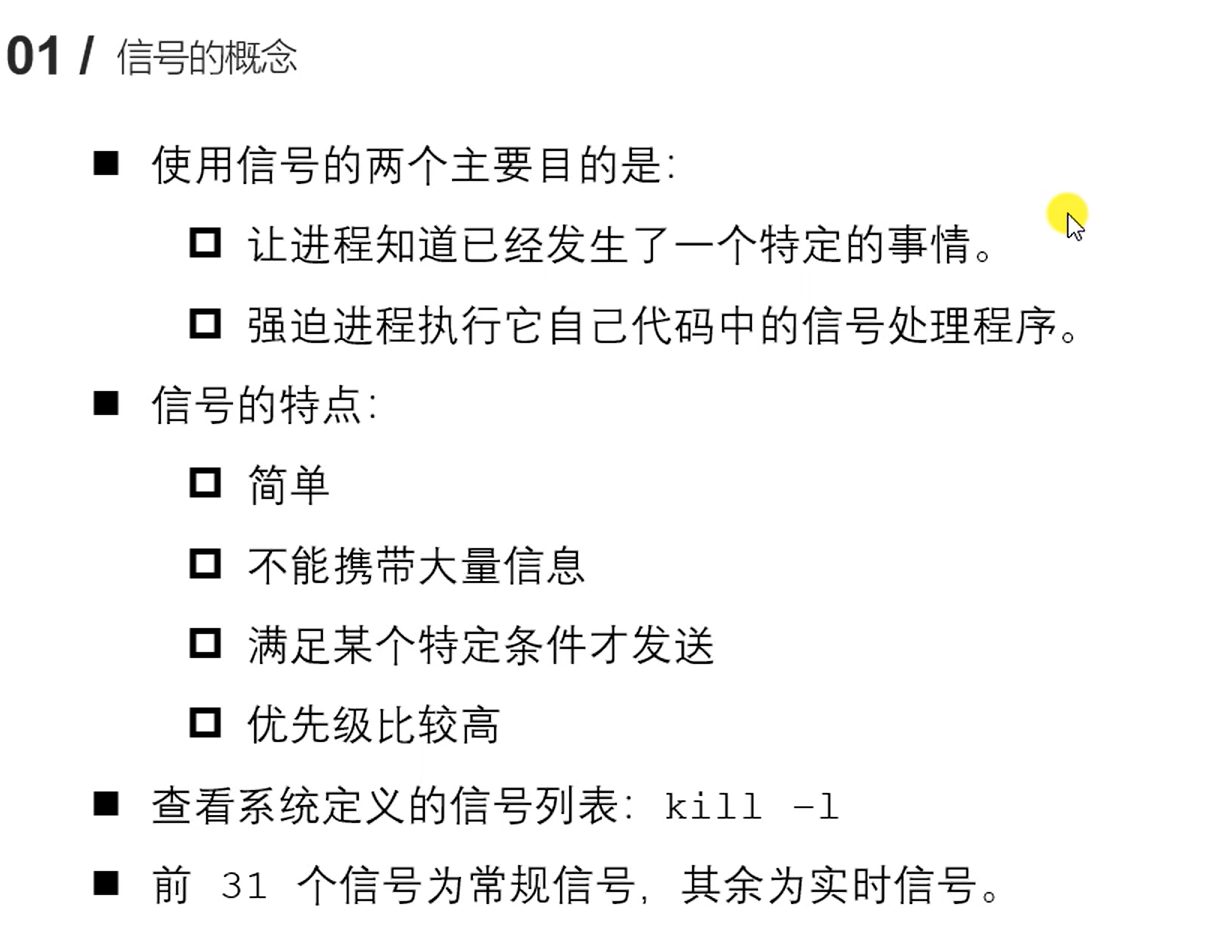 01 / 信号的概念
使用信号的两个主要目的是：
让进程知道已经发生了一个特定的事情。
强迫进程执行它自己代码中的信号处理程序。
信号的特点：
简单
不能携带大量信息
满足某个特定条件才发送
优先级比较高
查看系统定义的信号列表：kill –l
前 31 个信号为常规信号，其余为实时信号。